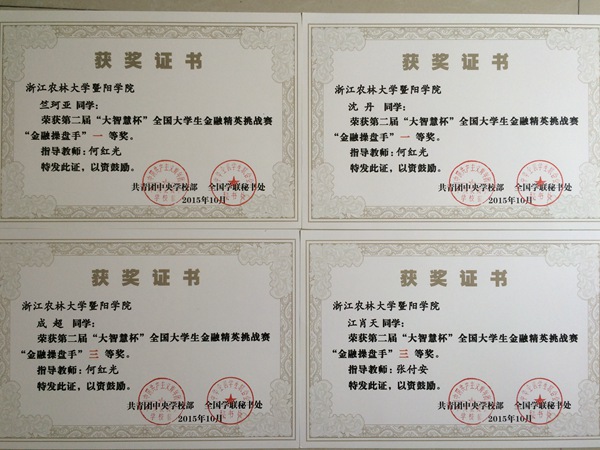 获奖证书
浙江农林大学暨阳学院
竺珂亚 同学:
荣获第二届“大智慧杯”全国大学生金融精英挑战赛
“金融操盘手” 一 等奖。
指导教师: 何红光
特发此证,以资鼓励。
共青团中央学校部 全国学联秘书处
2015年10月
获奖证书
浙江农林大学暨阳学院
沈 丹 同学:
荣获第二届“大智慧杯”全国大学生金融精英挑战赛
“金融操盘手” 一 等奖。
指导教师: 何红光
特发此证,以资鼓励。
共青团中央学校部 全国学联秘书处
2015年10月
获奖证书
浙江农林大学暨阳学院
成 超 同学:
荣获第二届“大智慧杯”全国大学生金融精英挑战赛
“金融操盘手” 三 等奖。
指导教师: 何红光
特发此证,以资鼓励。
共青团中央学校部 全国学联秘书处
2015年10月
获奖证书
浙江农林大学暨阳学院
江肖天 同学:
荣获第二届“大智慧杯”全国大学生金融精英挑战赛
“金融操盘手” 三 等奖。
指导教师: 张付安
特发此证,以资鼓励。
共青团中央学校部 全国学联秘书处
2015年10月